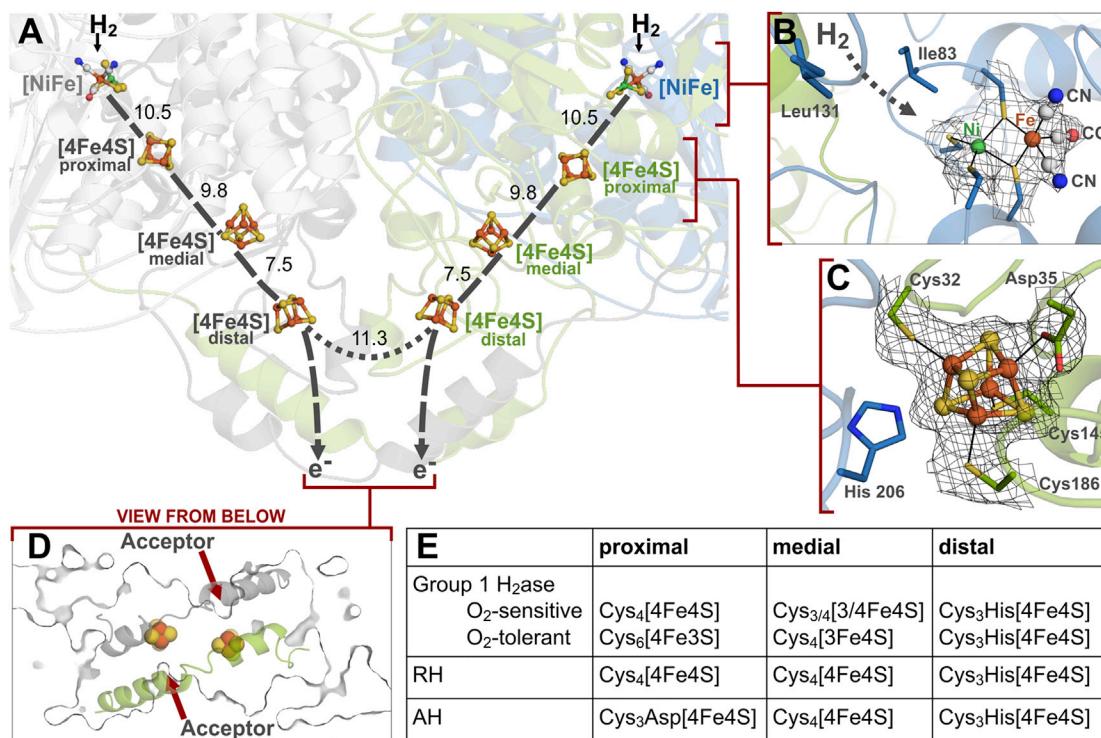 A
H₂
H₂
[NiFe]
[NiFe]
10.5
10.5
[4Fe4S]
proximal
[4Fe4S]
proximal
9.8
9.8
[4Fe4S]
medial
[4Fe4S]
medial
7.5
7.5
[4Fe4S]
distal
[4Fe4S]
distal
11.3
e⁻
e⁻
B
H₂
Ile83
Leu131
CN
Fe
Ni
CO
CN
C
Cys32
Asp35
Cys14
His 206
Cys186
VIEW FROM BELOW
D
Acceptor
Acceptor
E
proximal medial distal
Group 1 H₂ase
O₂-sensitive Cys₄[4Fe4S] Cys₃/₄[3/4Fe4S] Cys₃His[4Fe4S]
O₂-tolerant Cys₆[4Fe3S] Cys₄[3Fe4S] Cys₃His[4Fe4S]
RH Cys₄[4Fe4S] Cys₄[4Fe4S] Cys₃His[4Fe4S]
AH Cys₃Asp[4Fe4S] Cys₄[4Fe4S] Cys₃His[4Fe4S]